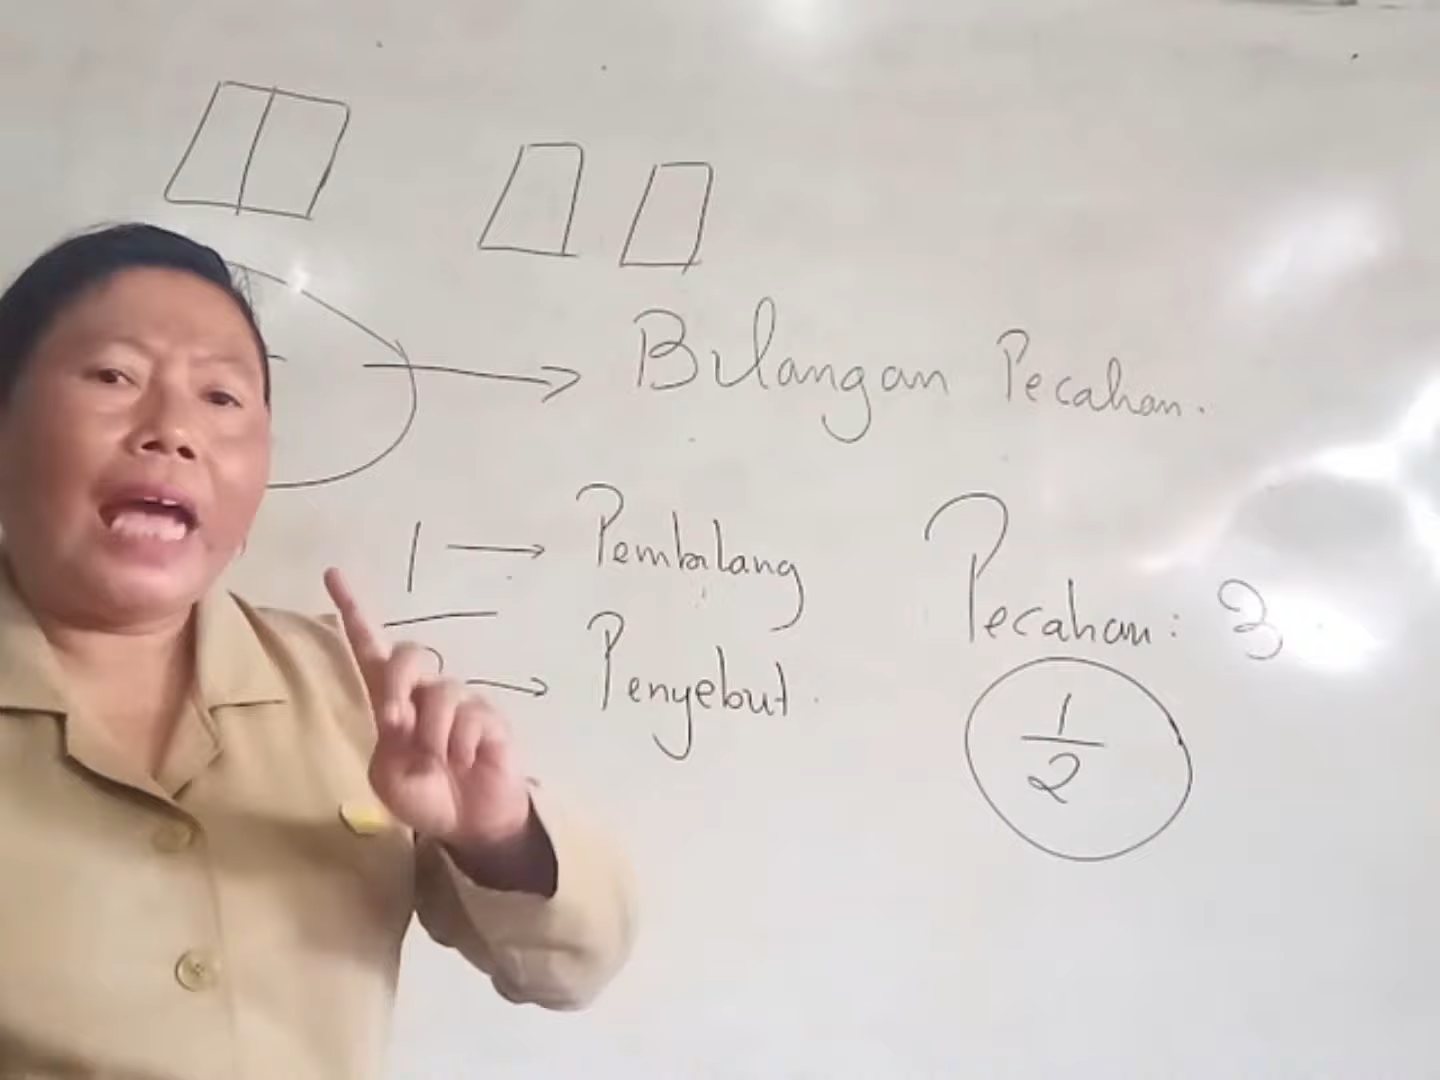 Bilangan Pecahan.
1 → Pembilang
→ Penyebut.
Pecahan: 3
1
2